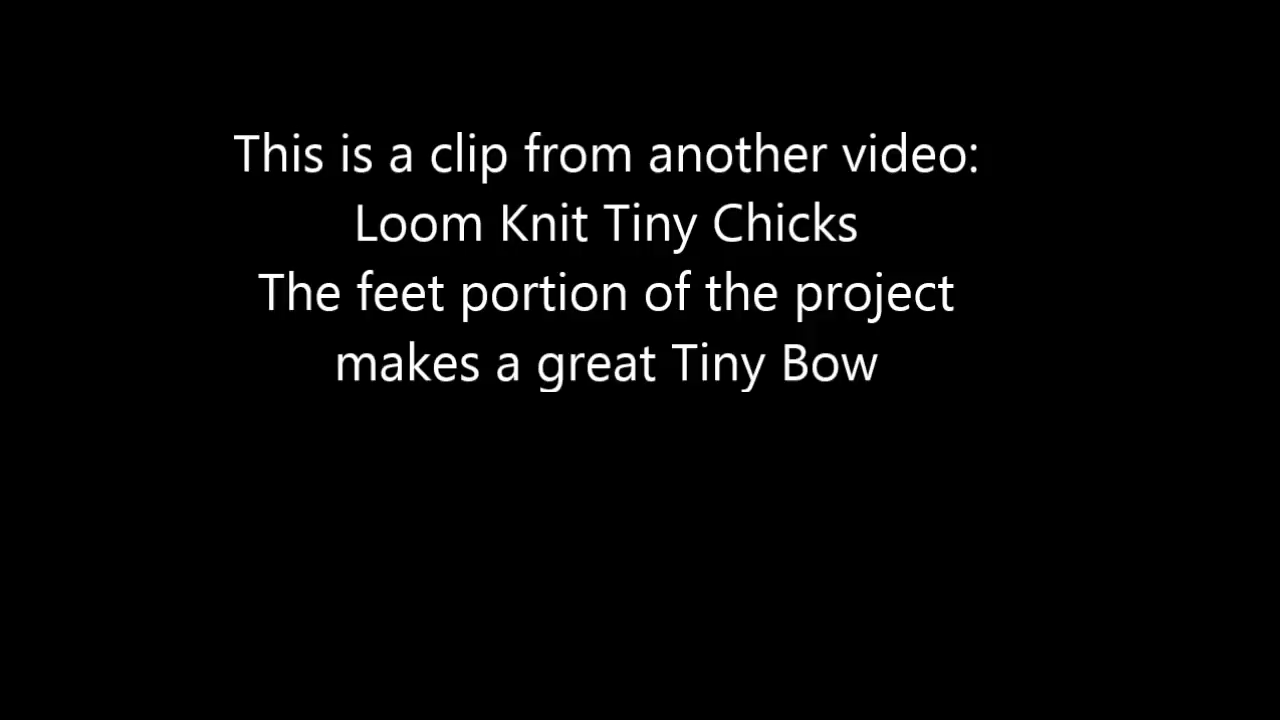 This is a clip from another video:
Loom Knit Tiny Chicks
The feet portion of the project
makes a great Tiny Bow